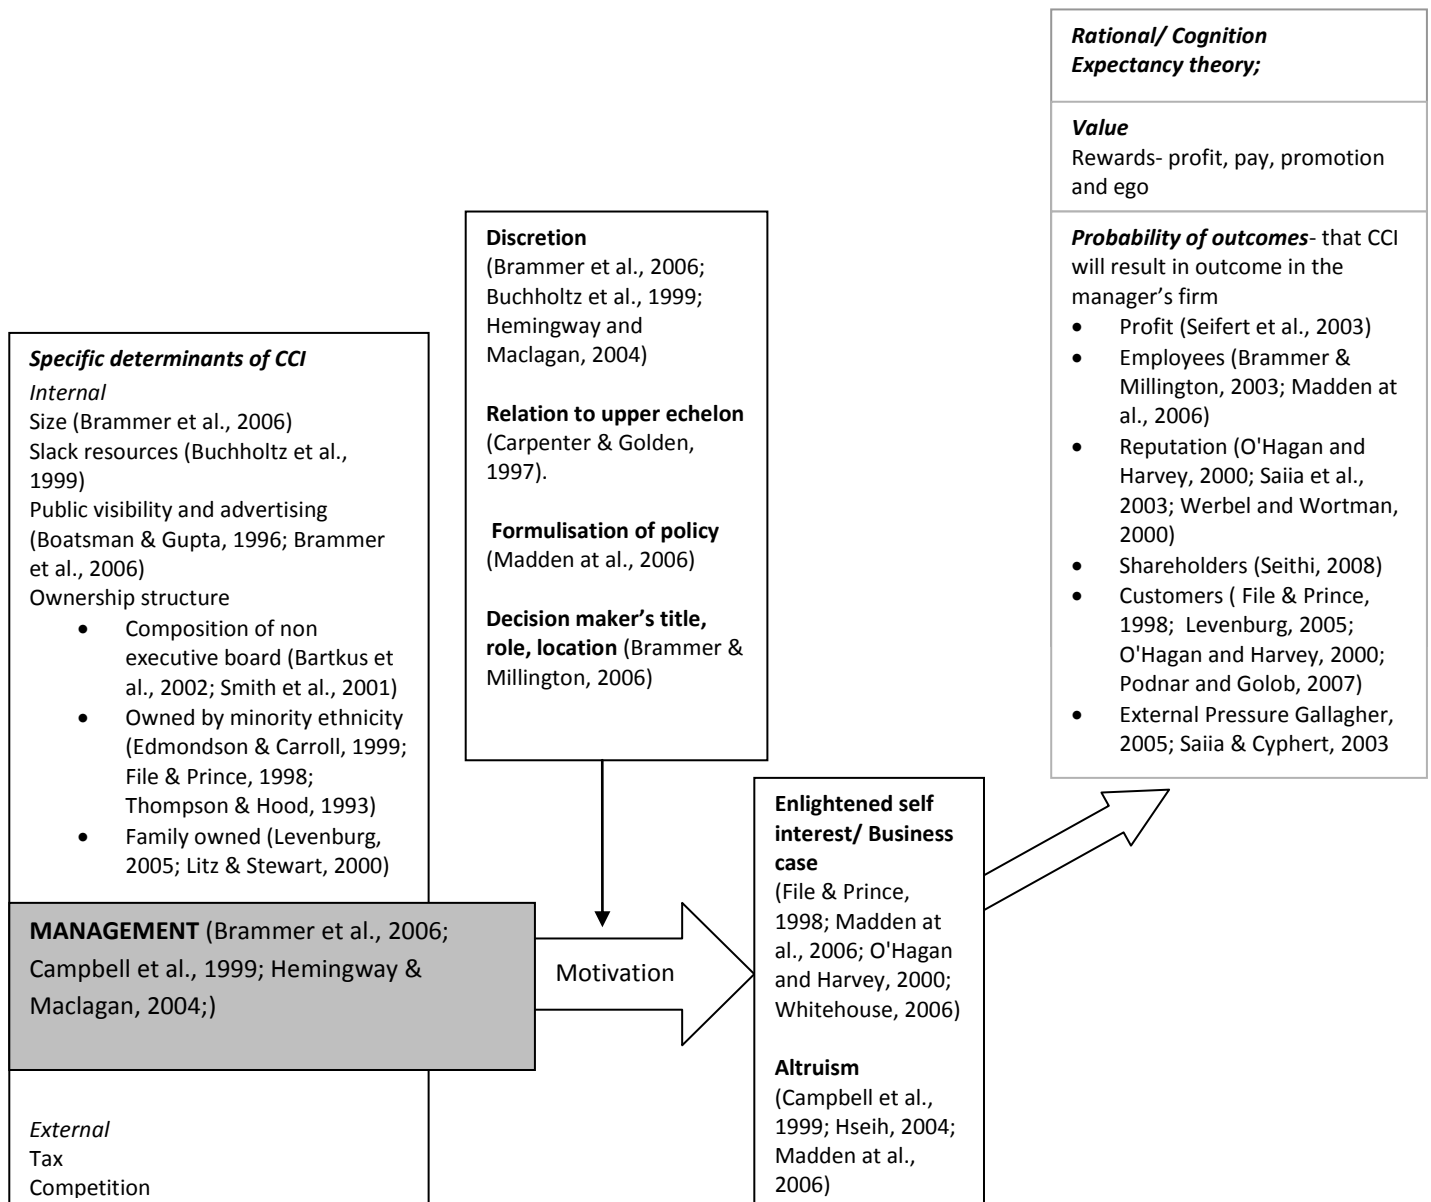 Specific determinants of CCI
Internal
Size (Brammer et al., 2006)
Slack resources (Buchholtz et al.,
1999)
Public visibility and advertising
(Boatsman & Gupta, 1996; Brammer
et al., 2006)
Ownership structure
• Composition of non
executive board (Bartkus et
al., 2002; Smith et al., 2001)
• Owned by minority ethnicity
(Edmondson & Carroll, 1999;
File & Prince, 1998;
Thompson & Hood, 1993)
• Family owned (Levenburg,
2005; Litz & Stewart, 2000)
MANAGEMENT (Brammer et al., 2006;
Campbell et al., 1999; Hemingway &
Maclagan, 2004;)
External
Tax
Competition
Discretion
(Brammer et al., 2006;
Buchholtz et al., 1999;
Hemingway and
Maclagan, 2004)
Relation to upper echelon
(Carpenter & Golden,
1997).
Formulisation of policy
(Madden at al., 2006)
Decision maker’s title,
role, location (Brammer &
Millington, 2006)
Motivation
Enlightened self
interest/ Business
case
(File & Prince,
1998; Madden at
al., 2006; O'Hagan
and Harvey, 2000;
Whitehouse, 2006)
Altruism
(Campbell et al.,
1999; Hseih, 2004;
Madden at al.,
2006)
Rational/ Cognition
Expectancy theory;
Value
Rewards- profit, pay, promotion
and ego
Probability of outcomes- that CCI
will result in outcome in the
manager’s firm
• Profit (Seifert et al., 2003)
• Employees (Brammer &
Millington, 2003; Madden at
al., 2006)
• Reputation (O'Hagan and
Harvey, 2000; Saiia et al.,
2003; Werbel and Wortman,
2000)
• Shareholders (Seithi, 2008)
• Customers ( File & Prince,
1998; Levenburg, 2005;
O'Hagan and Harvey, 2000;
Podnar and Golob, 2007)
• External Pressure Gallagher,
2005; Saiia & Cyphert, 2003